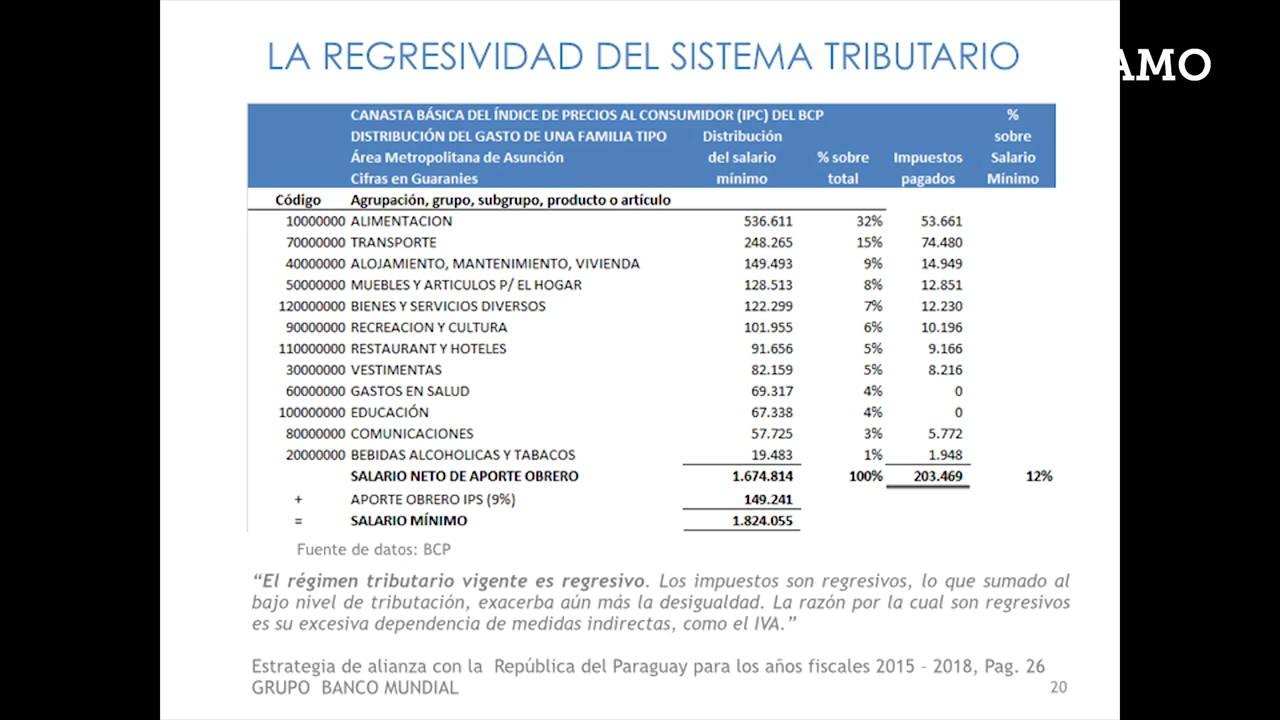 LA REGRESIVIDAD DEL SISTEMA TRIBUTARIO
AMO
CANASTA BÁSICA DEL ÍNDICE DE PRECIOS AL CONSUMIDOR (IPC) DEL BCP %
DISTRIBUCIÓN DEL GASTO DE UNA FAMILIA TIPO Distribución sobre
Área Metropolitana de Asunción del salario % sobre Impuestos Salario
Cifras en Guaranies mínimo total pagados Mínimo
Código Agrupación, grupo, subgrupo, producto o artículo
10000000 ALIMENTACION 536.611 32% 53.661
70000000 TRANSPORTE 248.265 15% 74.480
40000000 ALOJAMIENTO, MANTENIMIENTO, VIVIENDA 149.493 9% 14.949
50000000 MUEBLES Y ARTICULOS P/ EL HOGAR 128.513 8% 12.851
120000000 BIENES Y SERVICIOS DIVERSOS 122.299 7% 12.230
90000000 RECREACION Y CULTURA 101.955 6% 10.196
110000000 RESTAURANT Y HOTELES 91.656 5% 9.166
30000000 VESTIMENTAS 82.159 5% 8.216
60000000 GASTOS EN SALUD 69.317 4% 0
100000000 EDUCACIÓN 67.338 4% 0
80000000 COMUNICACIONES 57.725 3% 5.772
20000000 BEBIDAS ALCOHOLICAS Y TABACOS 19.483 1% 1.948
SALARIO NETO DE APORTE OBRERO 1.674.814 100% 203.469 12%
+ APORTE OBRERO IPS (9%) 149.241
= SALARIO MÍNIMO 1.824.055
Fuente de datos: BCP
“El régimen tributario vigente es regresivo. Los impuestos son regresivos, lo que sumado al
bajo nivel de tributación, exacerba aún más la desigualdad. La razón por la cual son regresivos
es su excesiva dependencia de medidas indirectas, como el IVA.”
Estrategia de alianza con la República del Paraguay para los años fiscales 2015 – 2018, Pag. 26
GRUPO BANCO MUNDIAL
20